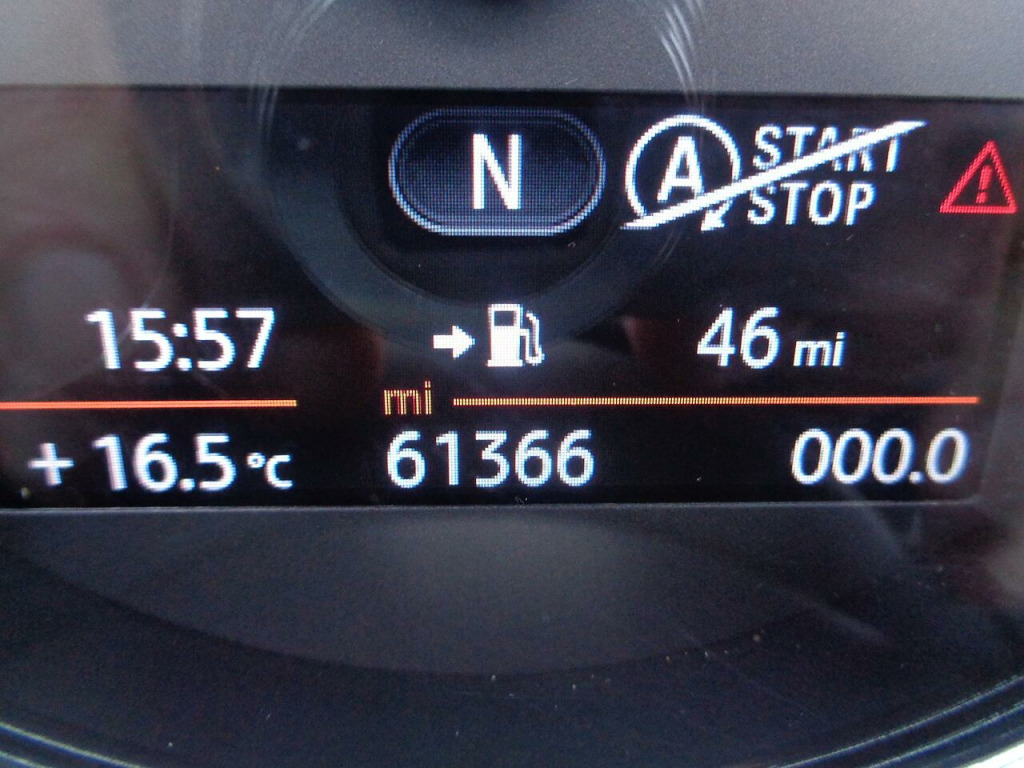 N
A START
STOP
15:57
46 mi
mi
+ 16.5 °C
61366
000.0